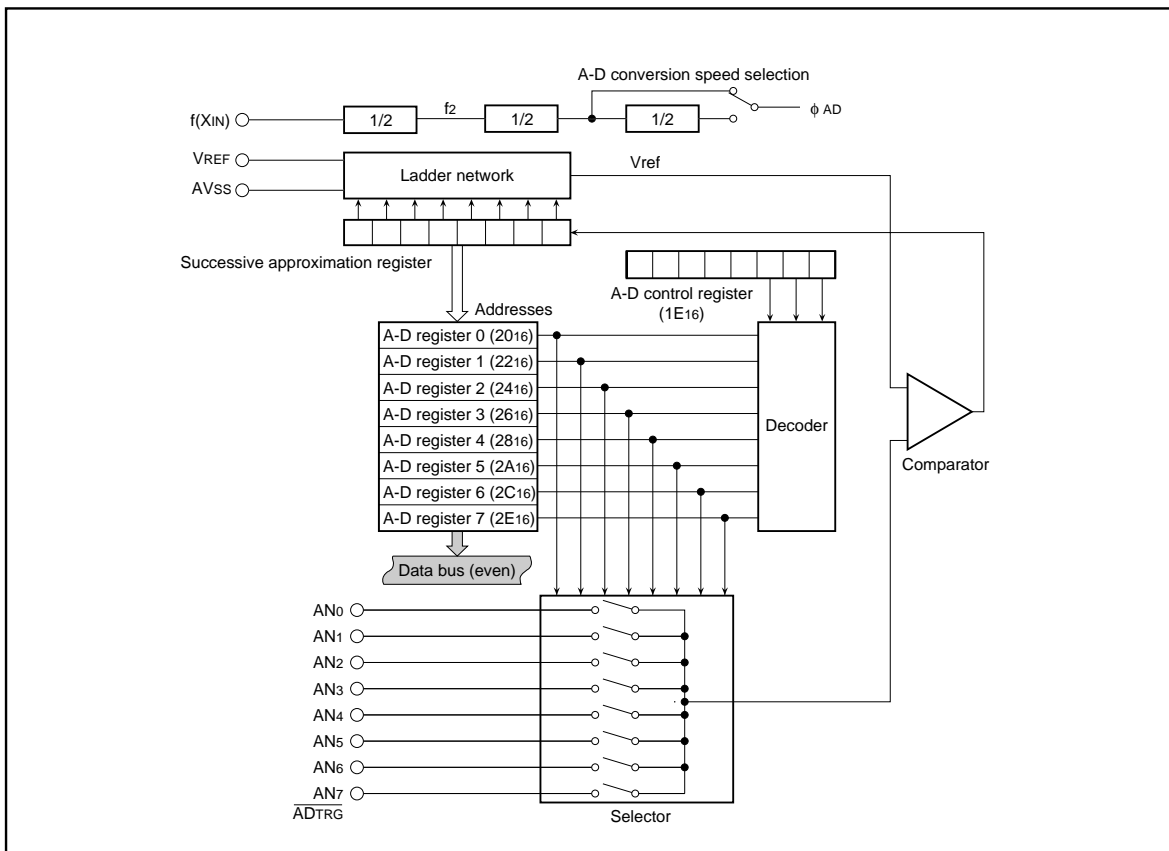 A-D conversion speed selection
f(XIN)
1/2
f2
1/2
1/2
ϕ AD
VREF
AVSS
Ladder network
Vref
Successive approximation register
A-D control register
(1E16)
Addresses
A-D register 0 (2016)
A-D register 1 (2216)
A-D register 2 (2416)
A-D register 3 (2616)
A-D register 4 (2816)
A-D register 5 (2A16)
A-D register 6 (2C16)
A-D register 7 (2E16)
Decoder
Comparator
Data bus (even)
AN0
AN1
AN2
AN3
AN4
AN5
AN6
AN7
ADTRG
Selector